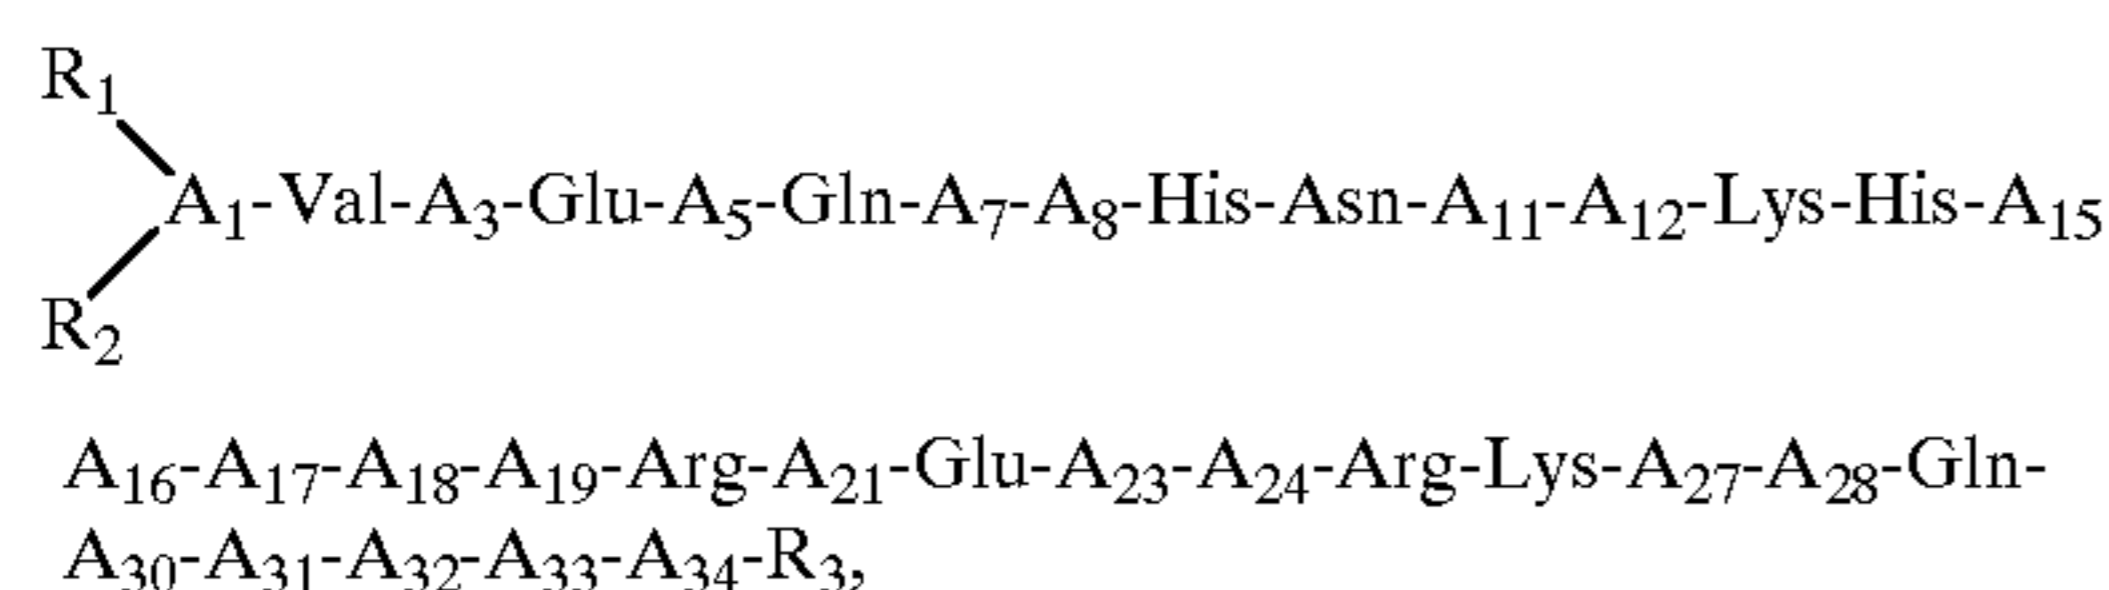 R₁
A₁-Val-A₃-Glu-A₅-Gln-A₇-A₈-His-Asn-A₁₁-A₁₂-Lys-His-A₁₅
R₂
A₁₆-A₁₇-A₁₈-A₁₉-Arg-A₂₁-Glu-A₂₃-A₂₄-Arg-Lys-A₂₇-A₂₈-Gln-
A₃₀-A₃₁-A₃₂-A₃₃-A₃₄-R₃,